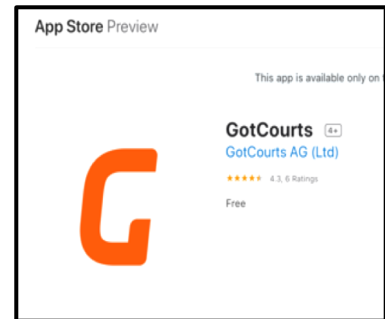 App Store Preview
This app is available only on
GotCourts 4+
GotCourts AG (Ltd)
4.3, 6 Ratings
Free
G